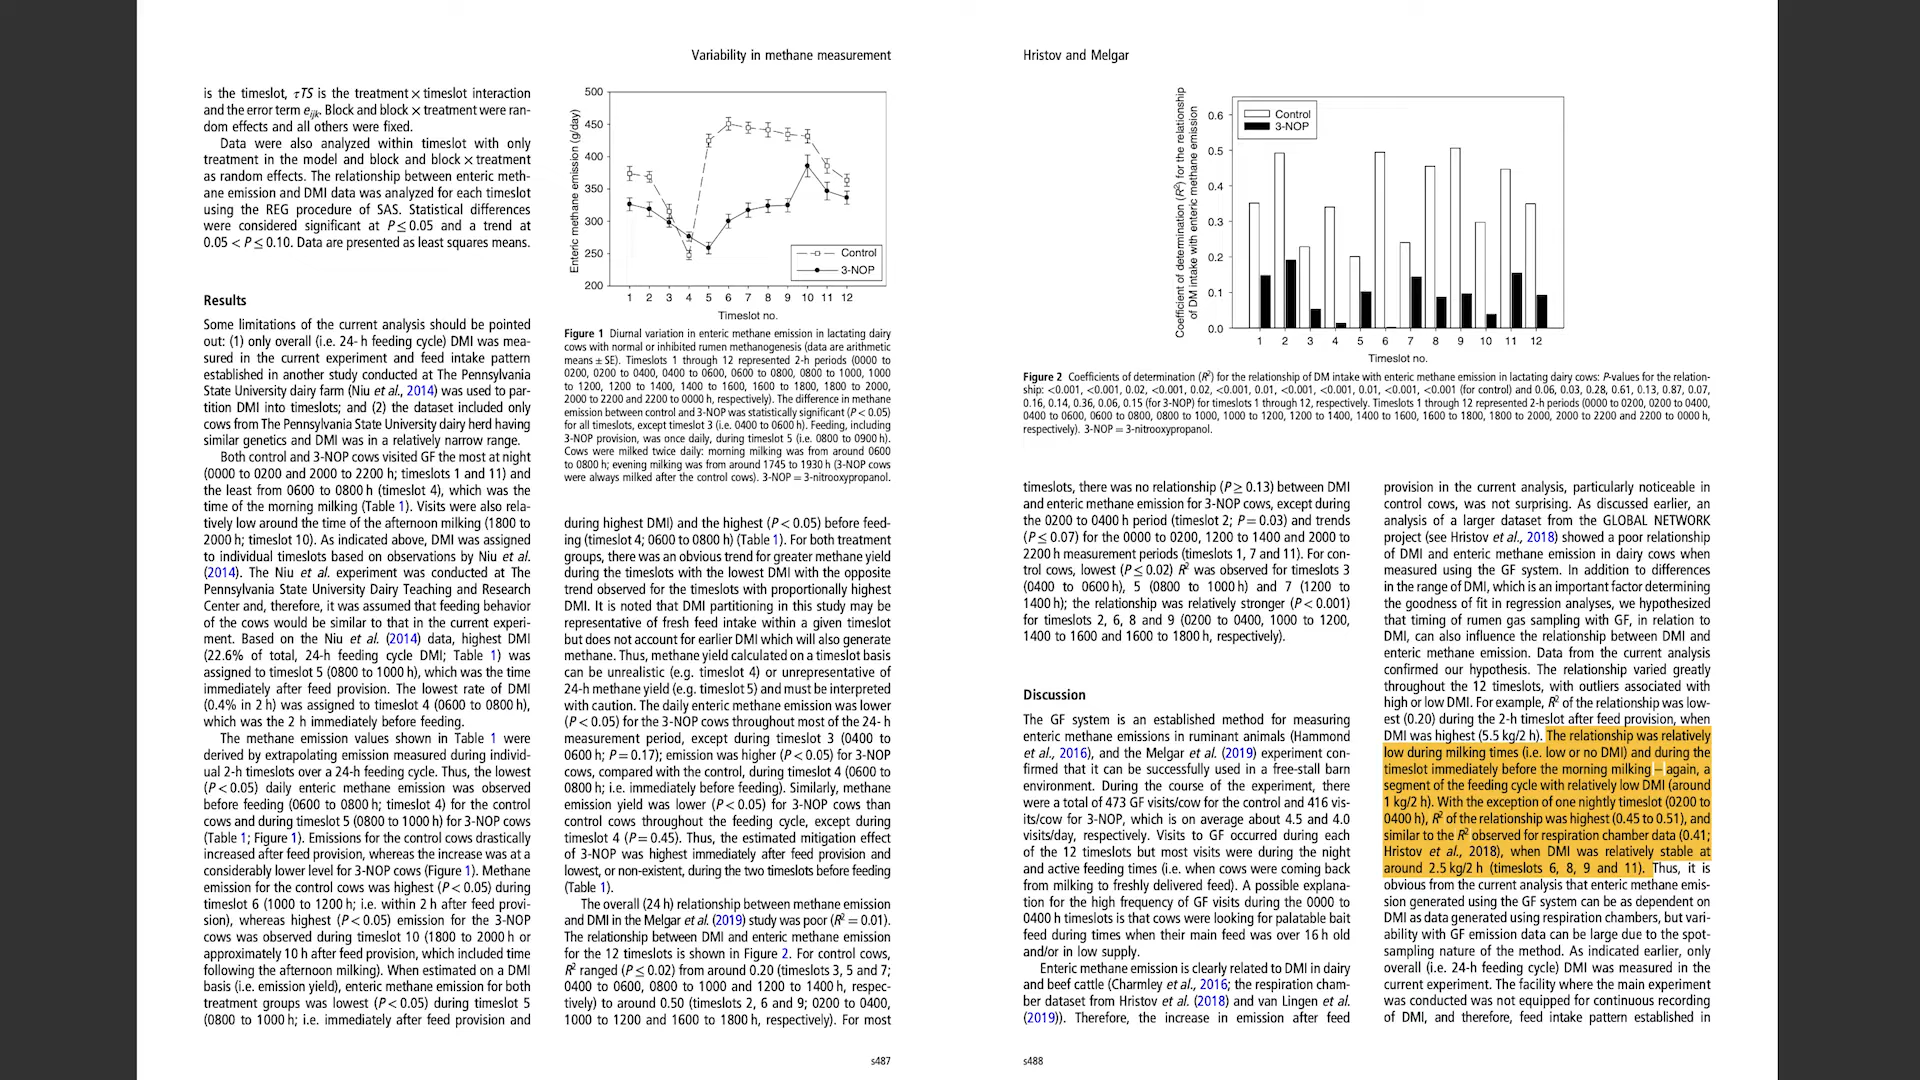 Variability in methane measurement
is the timeslot, τTS is the treatment × timeslot interaction
and the error term eijk. Block and block × treatment were ran-
dom effects and all others were fixed.
Data were also analyzed within timeslot with only
treatment in the model and block and block × treatment
as random effects. The relationship between enteric meth-
ane emission and DMI data was analyzed for each timeslot
using the REG procedure of SAS. Statistical differences
were considered significant at P ≤ 0.05 and a trend at
0.05 < P ≤ 0.10. Data are presented as least squares means.
Results
Some limitations of the current analysis should be pointed
out: (1) only overall (i.e. 24- h feeding cycle) DMI was mea-
sured in the current experiment and feed intake pattern
established in another study conducted at The Pennsylvania
State University dairy farm (Niu et al., 2014) was used to par-
tition DMI into timeslots; and (2) the dataset included only
cows from The Pennsylvania State University dairy herd having
similar genetics and DMI was in a relatively narrow range.
Both control and 3-NOP cows visited GF the most at night
(0000 to 0200 and 2000 to 2200 h; timeslots 1 and 11) and
the least from 0600 to 0800 h (timeslot 4), which was the
time of the morning milking (Table 1). Visits were also rela-
tively low around the time of the afternoon milking (1800 to
2000 h; timeslot 10). As indicated above, DMI was assigned
to individual timeslots based on observations by Niu et al.
(2014). The Niu et al. experiment was conducted at The
Pennsylvania State University Dairy Teaching and Research
Center and, therefore, it was assumed that feeding behavior
of the cows would be similar to that in the current experi-
ment. Based on the Niu et al. (2014) data, highest DMI
(22.6% of total, 24-h feeding cycle DMI; Table 1) was
assigned to timeslot 5 (0800 to 1000 h), which was the time
immediately after feed provision. The lowest rate of DMI
(0.4% in 2 h) was assigned to timeslot 4 (0600 to 0800 h),
which was the 2 h immediately before feeding.
The methane emission values shown in Table 1 were
derived by extrapolating emission measured during individ-
ual 2-h timeslots over a 24-h feeding cycle. Thus, the lowest
(P < 0.05) daily enteric methane emission was observed
before feeding (0600 to 0800 h; timeslot 4) for the control
cows and during timeslot 5 (0800 to 1000 h) for 3-NOP cows
(Table 1; Figure 1). Emissions for the control cows drastically
increased after feed provision, whereas the increase was at a
considerably lower level for 3-NOP cows (Figure 1). Methane
emission for the control cows was highest (P < 0.05) during
timeslot 6 (1000 to 1200 h; i.e. within 2 h after feed provi-
sion), whereas highest (P < 0.05) emission for the 3-NOP
cows was observed during timeslot 10 (1800 to 2000 h or
approximately 10 h after feed provision, which included time
following the afternoon milking). When estimated on a DMI
basis (i.e. emission yield), enteric methane emission for both
treatment groups was lowest (P < 0.05) during timeslot 5
(0800 to 1000 h; i.e. immediately after feed provision and
Enteric methane emission (g/day)
500
450
400
350
300
250
200
Control
3-NOP
1 2 3 4 5 6 7 8 9 10 11 12
Timeslot no.
Figure 1 Diurnal variation in enteric methane emission in lactating dairy
cows with normal or inhibited rumen methanogenesis (data are arithmetic
means ± SE). Timeslots 1 through 12 represented 2-h periods (0000 to
0200, 0200 to 0400, 0400 to 0600, 0600 to 0800, 0800 to 1000, 1000
to 1200, 1200 to 1400, 1400 to 1600, 1600 to 1800, 1800 to 2000,
2000 to 2200 and 2200 to 0000 h, respectively). The difference in methane
emission between control and 3-NOP was statistically significant (P < 0.05)
for all timeslots, except timeslot 3 (i.e. 0400 to 0600 h). Feeding, including
3-NOP provision, was once daily, during timeslot 5 (i.e. 0800 to 0900 h).
Cows were milked twice daily: morning milking was from around 0600
to 0800 h; evening milking was from around 1745 to 1930 h (3-NOP cows
were always milked after the control cows). 3-NOP = 3-nitrooxypropanol.
during highest DMI) and the highest (P < 0.05) before feed-
ing (timeslot 4; 0600 to 0800 h) (Table 1). For both treatment
groups, there was an obvious trend for greater methane yield
during the timeslots with the lowest DMI with the opposite
trend observed for the timeslots with proportionally highest
DMI. It is noted that DMI partitioning in this study may be
representative of fresh feed intake within a given timeslot
but does not account for earlier DMI which will also generate
methane. Thus, methane yield calculated on a timeslot basis
can be unrealistic (e.g. timeslot 4) or unrepresentative of
24-h methane yield (e.g. timeslot 5) and must be interpreted
with caution. The daily enteric methane emission was lower
(P < 0.05) for the 3-NOP cows throughout most of the 24- h
measurement period, except during timeslot 3 (0400 to
0600 h; P = 0.17); emission was higher (P < 0.05) for 3-NOP
cows, compared with the control, during timeslot 4 (0600 to
0800 h; i.e. immediately before feeding). Similarly, methane
emission yield was lower (P < 0.05) for 3-NOP cows than
control cows throughout the feeding cycle, except during
timeslot 4 (P = 0.45). Thus, the estimated mitigation effect
of 3-NOP was highest immediately after feed provision and
lowest, or non-existent, during the two timeslots before feeding
(Table 1).
The overall (24 h) relationship between methane emission
and DMI in the Melgar et al. (2019) study was poor (R² = 0.01).
The relationship between DMI and enteric methane emission
for the 12 timeslots is shown in Figure 2. For control cows,
R² ranged (P ≤ 0.02) from around 0.20 (timeslots 3, 5 and 7;
0400 to 0600, 0800 to 1000 and 1200 to 1400 h, respec-
tively) to around 0.50 (timeslots 2, 6 and 9; 0200 to 0400,
1000 to 1200 and 1600 to 1800 h, respectively). For most
s487
Hristov and Melgar
Coefficient of determination (R²) for the relationship
of DM intake with enteric methane emission
0.6
0.5
0.4
0.3
0.2
0.1
0.0
Control
3-NOP
1 2 3 4 5 6 7 8 9 10 11 12
Timeslot no.
Figure 2 Coefficients of determination (R²) for the relationship of DM intake with enteric methane emission in lactating dairy cows: P-values for the relation-
ship: <0.001, <0.001, 0.02, <0.001, 0.02, <0.001, 0.01, <0.001, <0.001, 0.01, <0.001, <0.001 (for control) and 0.06, 0.03, 0.28, 0.61, 0.13, 0.87, 0.07,
0.16, 0.14, 0.36, 0.06, 0.15 (for 3-NOP) for timeslots 1 through 12, respectively. Timeslots 1 through 12 represented 2-h periods (0000 to 0200, 0200 to 0400,
0400 to 0600, 0600 to 0800, 0800 to 1000, 1000 to 1200, 1200 to 1400, 1400 to 1600, 1600 to 1800, 1800 to 2000, 2000 to 2200 and 2200 to 0000 h,
respectively). 3-NOP = 3-nitrooxypropanol.
timeslots, there was no relationship (P ≥ 0.13) between DMI
and enteric methane emission for 3-NOP cows, except during
the 0200 to 0400 h period (timeslot 2; P = 0.03) and trends
(P ≤ 0.07) for the 0000 to 0200, 1200 to 1400 and 2000 to
2200 h measurement periods (timeslots 1, 7 and 11). For con-
trol cows, lowest (P ≤ 0.02) R² was observed for timeslots 3
(0400 to 0600 h), 5 (0800 to 1000 h) and 7 (1200 to
1400 h); the relationship was relatively stronger (P < 0.001)
for timeslots 2, 6, 8 and 9 (0200 to 0400, 1000 to 1200,
1400 to 1600 and 1600 to 1800 h, respectively).
Discussion
The GF system is an established method for measuring
enteric methane emissions in ruminant animals (Hammond
et al., 2016), and the Melgar et al. (2019) experiment con-
firmed that it can be successfully used in a free-stall barn
environment. During the course of the experiment, there
were a total of 473 GF visits/cow for the control and 416 vis-
its/cow for 3-NOP, which is on average about 4.5 and 4.0
visits/day, respectively. Visits to GF occurred during each
of the 12 timeslots but most visits were during the night
and active feeding times (i.e. when cows were coming back
from milking to freshly delivered feed). A possible explana-
tion for the high frequency of GF visits during the 0000 to
0400 h timeslots is that cows were looking for palatable bait
feed during times when their main feed was over 16 h old
and/or in low supply.
Enteric methane emission is clearly related to DMI in dairy
and beef cattle (Charmley et al., 2016; the respiration cham-
ber dataset from Hristov et al. (2018) and van Lingen et al.
(2019)). Therefore, the increase in emission after feed
provision in the current analysis, particularly noticeable in
control cows, was not surprising. As discussed earlier, an
analysis of a larger dataset from the GLOBAL NETWORK
project (see Hristov et al., 2018) showed a poor relationship
of DMI and enteric methane emission in dairy cows when
measured using the GF system. In addition to differences
in the range of DMI, which is an important factor determining
the goodness of fit in regression analyses, we hypothesized
that timing of rumen gas sampling with GF, in relation to
DMI, can also influence the relationship between DMI and
enteric methane emission. Data from the current analysis
confirmed our hypothesis. The relationship varied greatly
throughout the 12 timeslots, with outliers associated with
high or low DMI. For example, R² of the relationship was low-
est (0.20) during the 2-h timeslot after feed provision, when
DMI was highest (5.5 kg/2 h). The relationship was relatively
low during milking times (i.e. low or no DMI) and during the
timeslot immediately before the morning milking – again, a
segment of the feeding cycle with relatively low DMI (around
1 kg/2 h). With the exception of one nightly timeslot (0200 to
0400 h), R² of the relationship was highest (0.45 to 0.51), and
similar to the R² observed for respiration chamber data (0.41;
Hristov et al., 2018), when DMI was relatively stable at
around 2.5 kg/2 h (timeslots 6, 8, 9 and 11). Thus, it is
obvious from the current analysis that enteric methane emis-
sion generated using the GF system can be as dependent on
DMI as data generated using respiration chambers, but vari-
ability with GF emission data can be large due to the spot-
sampling nature of the method. As indicated earlier, only
overall (i.e. 24-h feeding cycle) DMI was measured in the
current experiment. The facility where the main experiment
was conducted was not equipped for continuous recording
of DMI, and therefore, feed intake pattern established in
s488